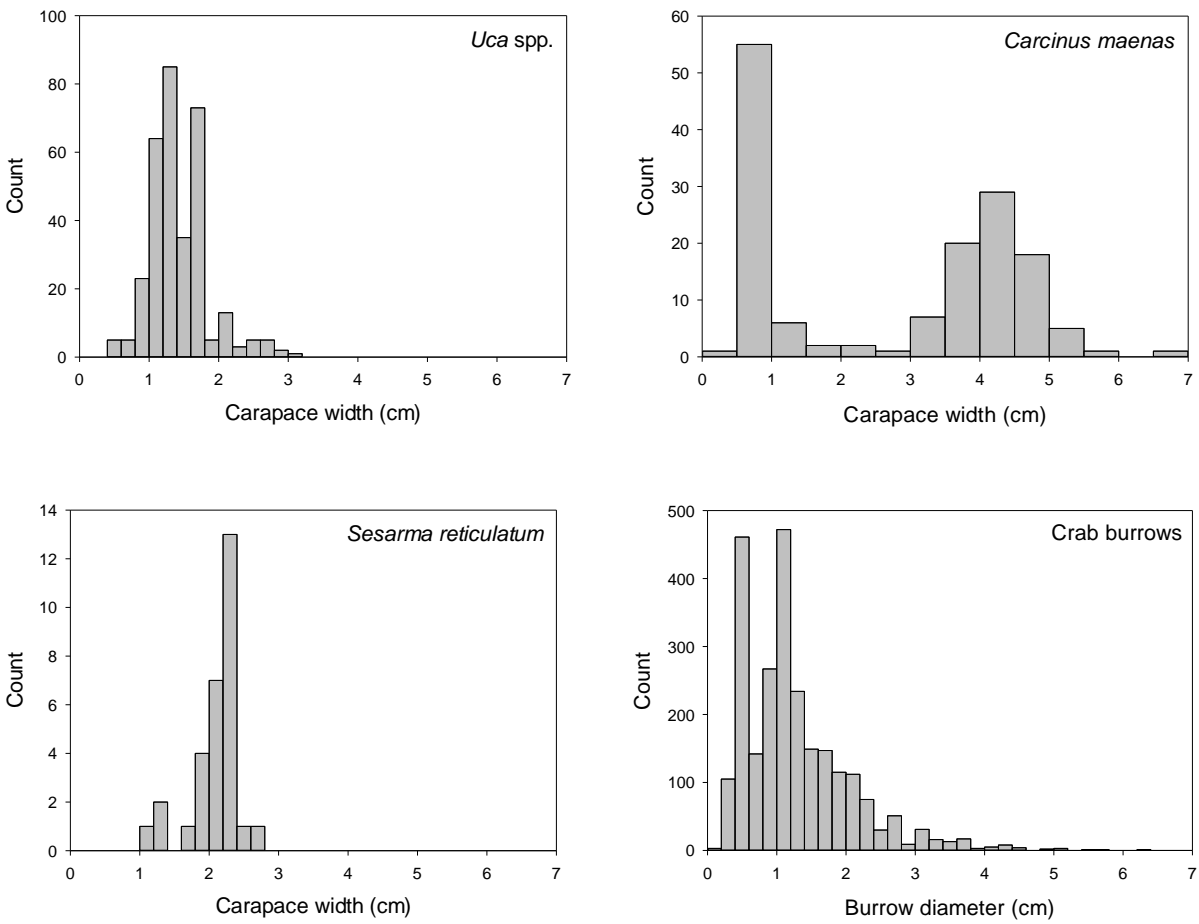 Uca spp.
100
80
60
40
20
0
Count
0 1 2 3 4 5 6 7
Carapace width (cm)
Carcinus maenas
60
50
40
30
20
10
0
Count
0 1 2 3 4 5 6 7
Carapace width (cm)
Sesarma reticulatum
14
12
10
8
6
4
2
0
Count
0 1 2 3 4 5 6 7
Carapace width (cm)
Crab burrows
500
400
300
200
100
0
Count
0 1 2 3 4 5 6 7
Burrow diameter (cm)